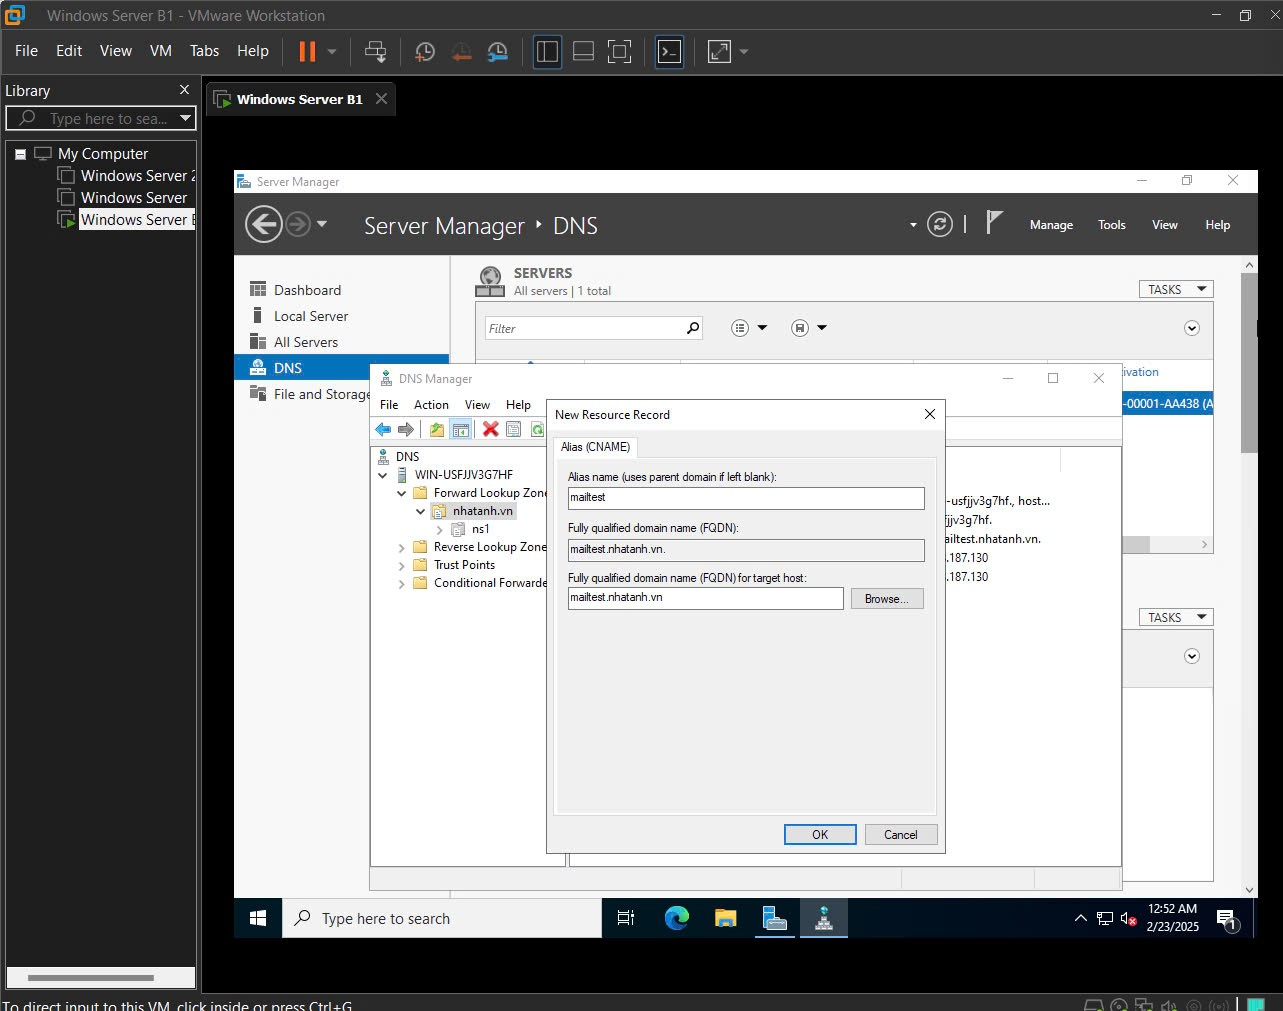 Windows Server B1 - VMware Workstation
File Edit View VM Tabs Help
Library
Type here to sea...
Windows Server B1
My Computer
Windows Server 2
Windows Server
Windows Server B
Server Manager
Server Manager DNS
Manage Tools View Help
Dashboard
Local Server
All Servers
DNS
File and Storage
SERVERS
All servers | 1 total
TASKS
Filter
ivation
-00001-AA438 (A
TASKS
DNS Manager
File Action View Help
DNS
WIN-USFJJV3G7HF
Forward Lookup Zone
nhatanh.vn
ns1
Reverse Lookup Zone
Trust Points
Conditional Forwarde
-usfjjv3g7hf., host...
fjjv3g7hf.
ailtest.nhatanh.vn.
.187.130
.187.130
New Resource Record
Alias (CNAME)
Alias name (uses parent domain if left blank):
mailtest
Fully qualified domain name (FQDN):
mailtest.nhatanh.vn.
Fully qualified domain name (FQDN) for target host:
mailtest.nhatanh.vn
Browse...
OK Cancel
Type here to search
12:52 AM
2/23/2025
1
To direct input to this VM, click inside or press Ctrl+G.